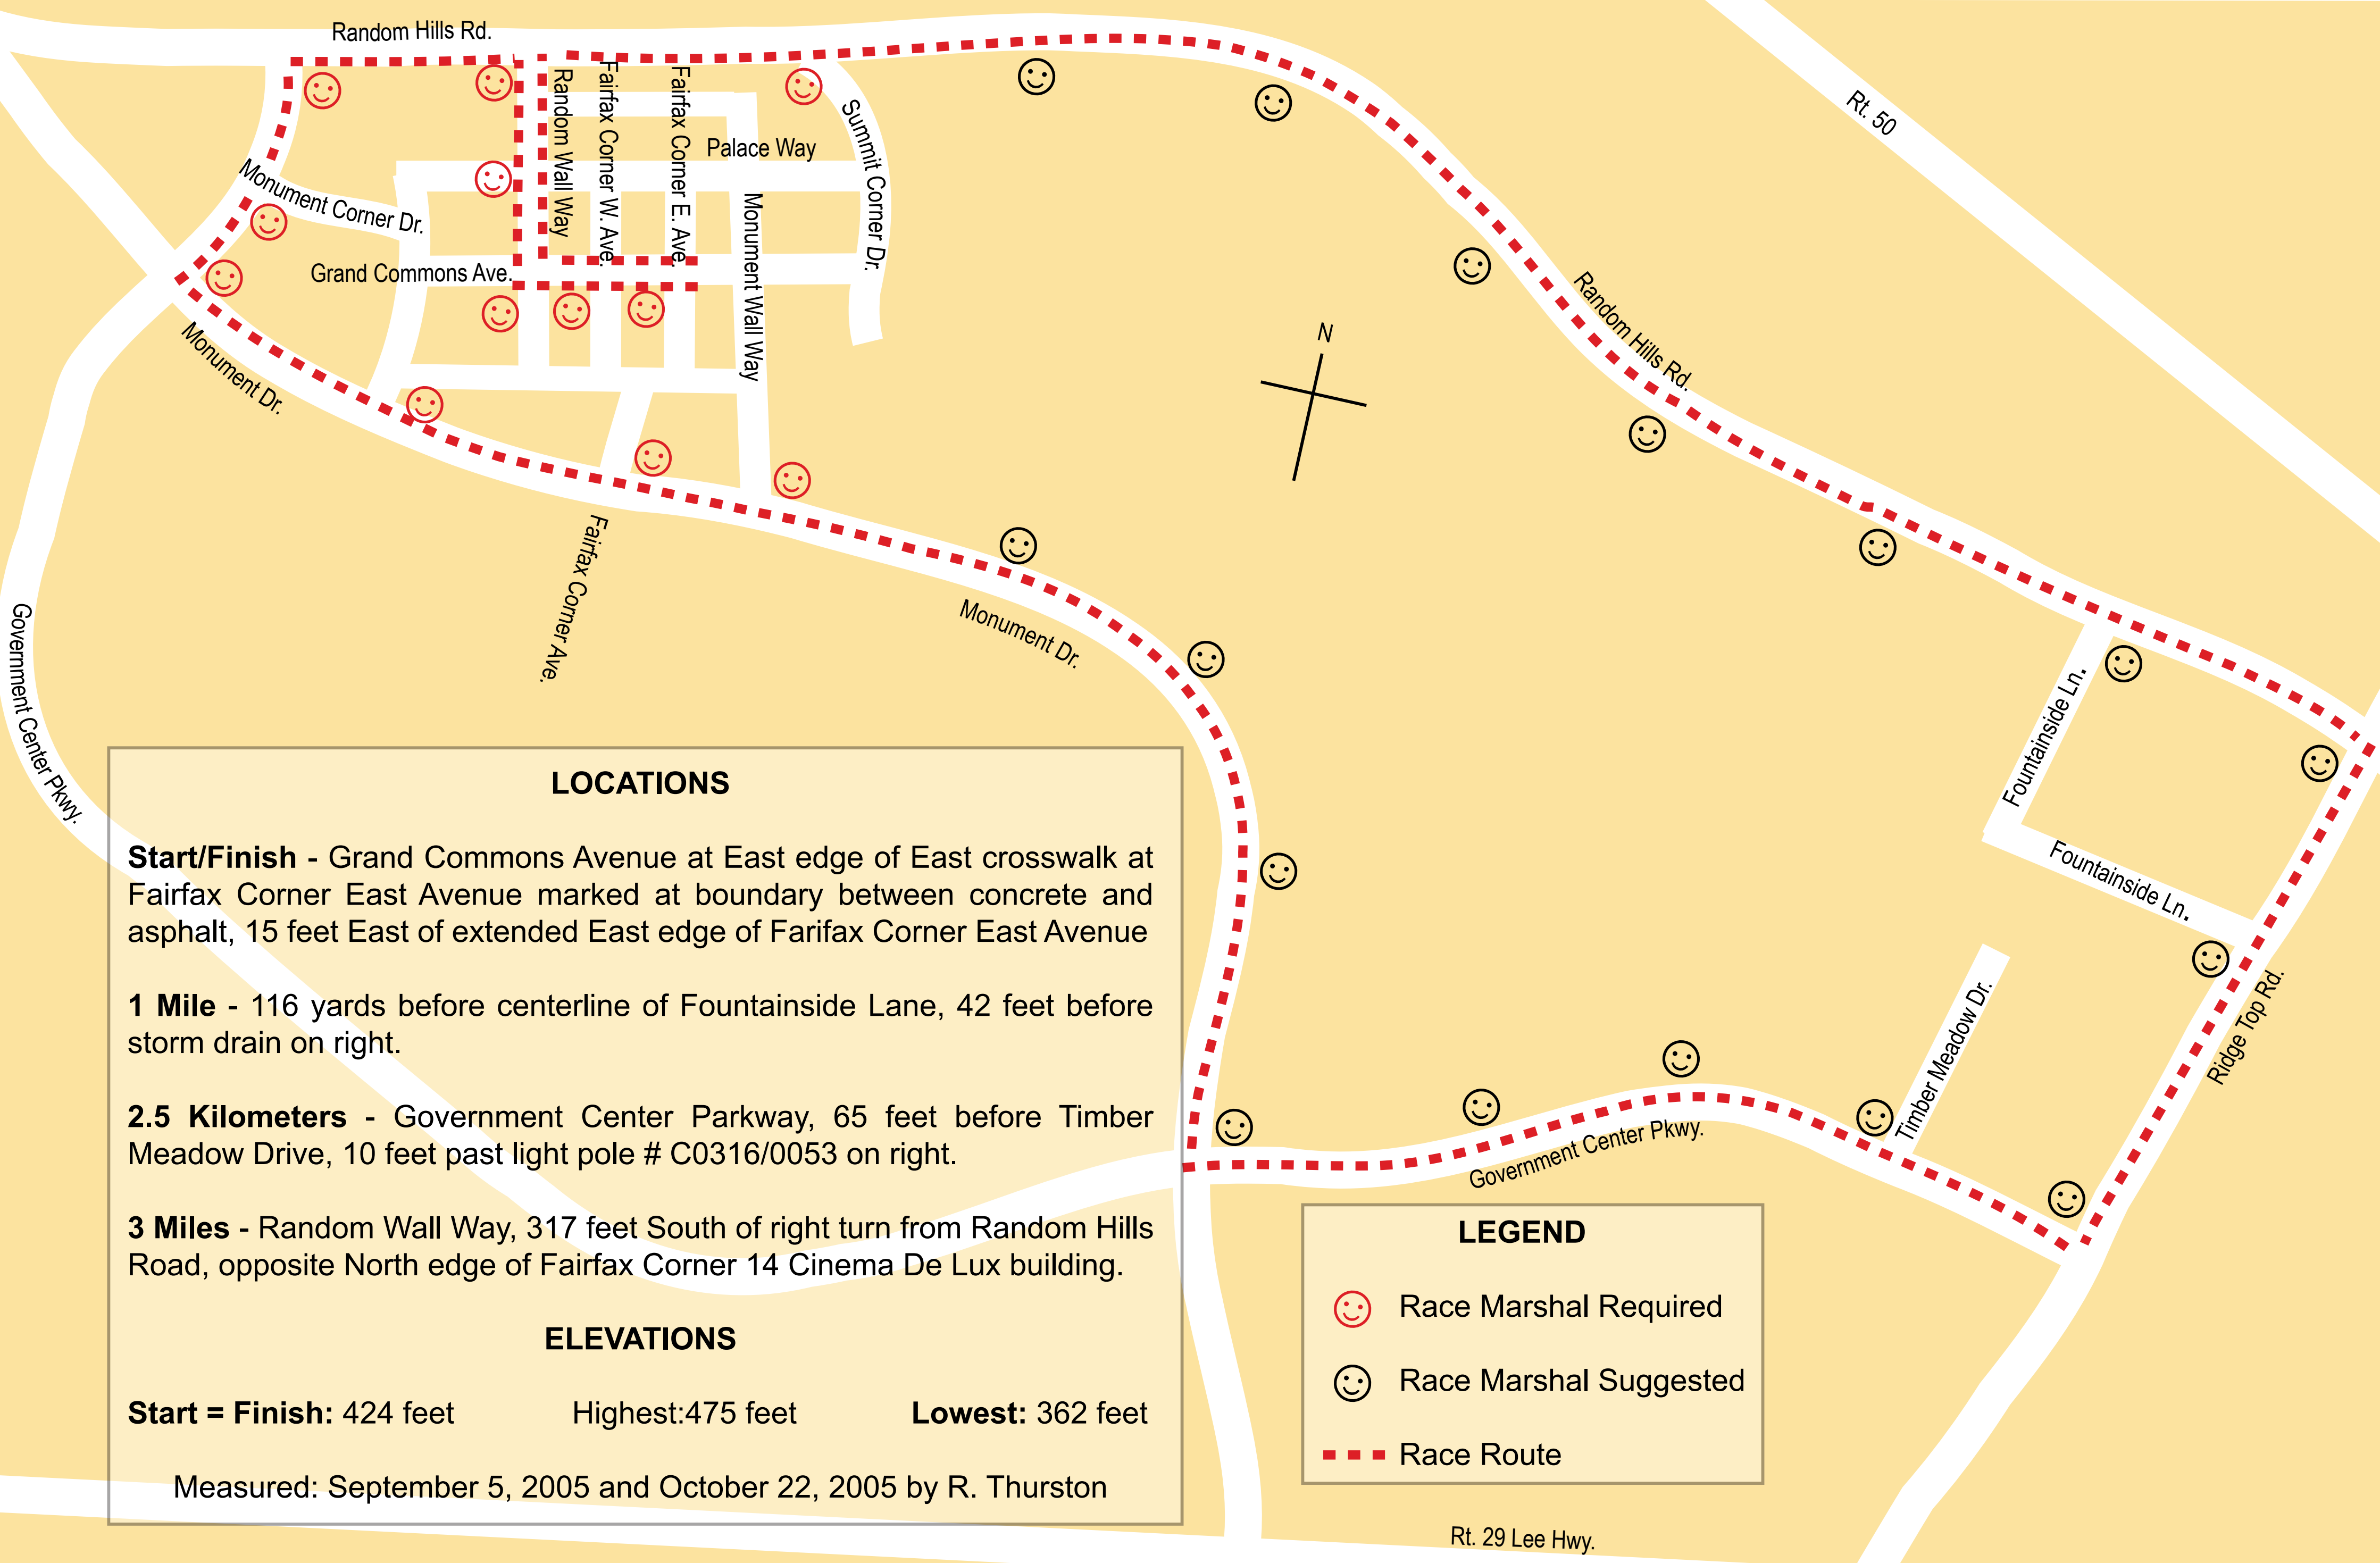 Random Hills Rd.
Rt. 50
Random Wall Way
Fairfax Corner W. Ave.
Fairfax Corner E. Ave.
Palace Way
Summit Corner Dr.
Monument Corner Dr.
Monument Wall Way
Grand Commons Ave.
Random Hills Rd.
N
Monument Dr.
Fairfax Corner Ave.
Monument Dr.
Government Center Pkwy.
Fountainside Ln.
Fountainside Ln.
Timber Meadow Dr.
Ridge Top Rd.
Government Center Pkwy.
LOCATIONS
Start/Finish - Grand Commons Avenue at East edge of East crosswalk at
Fairfax Corner East Avenue marked at boundary between concrete and
asphalt, 15 feet East of extended East edge of Farifax Corner East Avenue
1 Mile - 116 yards before centerline of Fountainside Lane, 42 feet before
storm drain on right.
2.5 Kilometers - Government Center Parkway, 65 feet before Timber
Meadow Drive, 10 feet past light pole # C0316/0053 on right.
3 Miles - Random Wall Way, 317 feet South of right turn from Random Hills
Road, opposite North edge of Fairfax Corner 14 Cinema De Lux building.
ELEVATIONS
Start = Finish: 424 feet Highest:475 feet Lowest: 362 feet
Measured: September 5, 2005 and October 22, 2005 by R. Thurston
LEGEND
Race Marshal Required
Race Marshal Suggested
Race Route
Rt. 29 Lee Hwy.